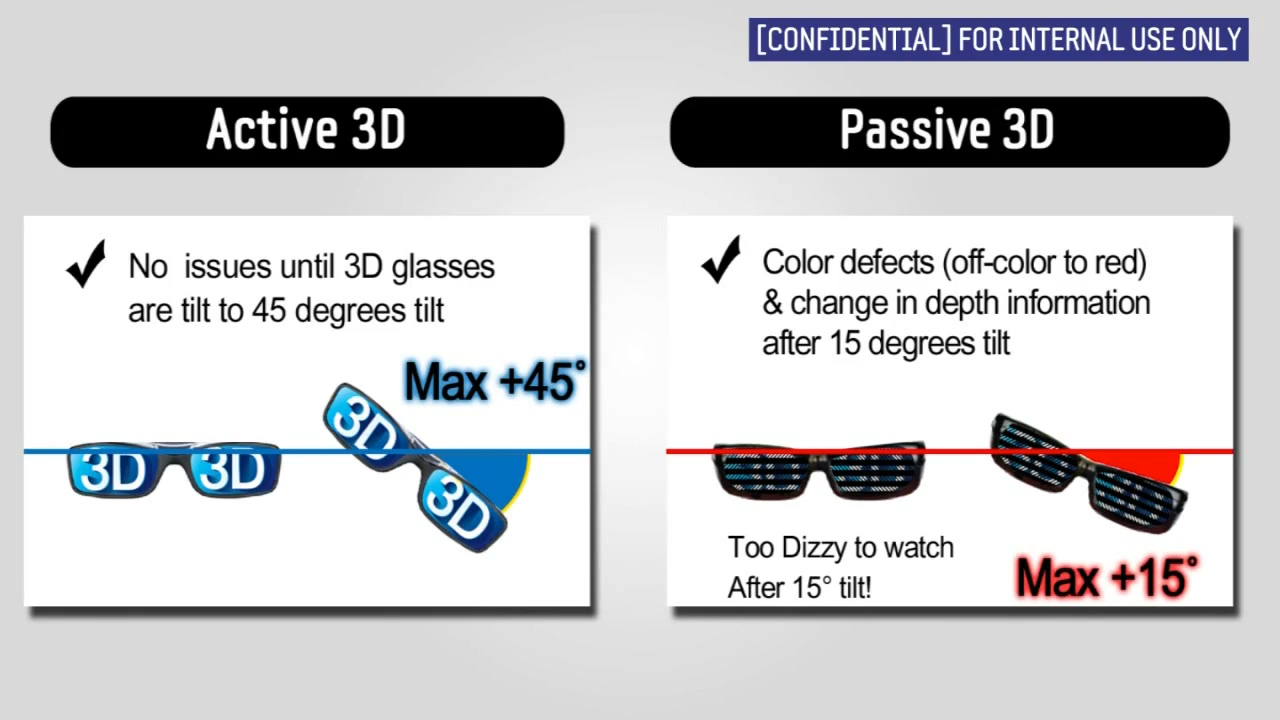 [CONFIDENTIAL] FOR INTERNAL USE ONLY
Active 3D
No issues until 3D glasses
are tilt to 45 degrees tilt
Max +45°
3D 3D
3D
3D
Passive 3D
Color defects (off-color to red)
& change in depth information
after 15 degrees tilt
Too Dizzy to watch
After 15° tilt!
Max +15°